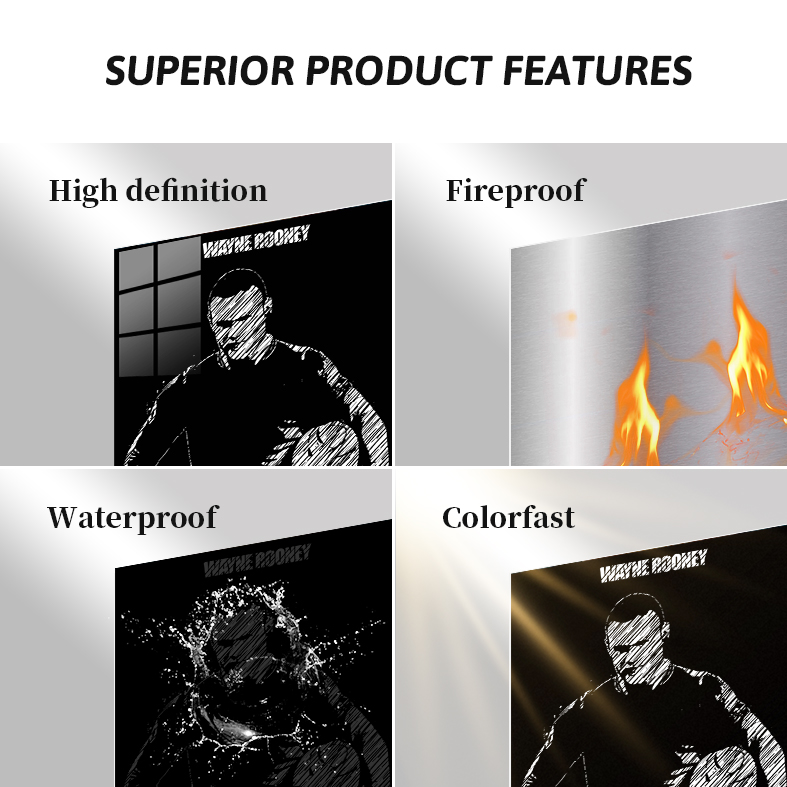 SUPERIOR PRODUCT FEATURES
High definition
Fireproof
WAYNE ROONEY
Waterproof
Colorfast
WAYNE ROONEY
WAYNE ROONEY